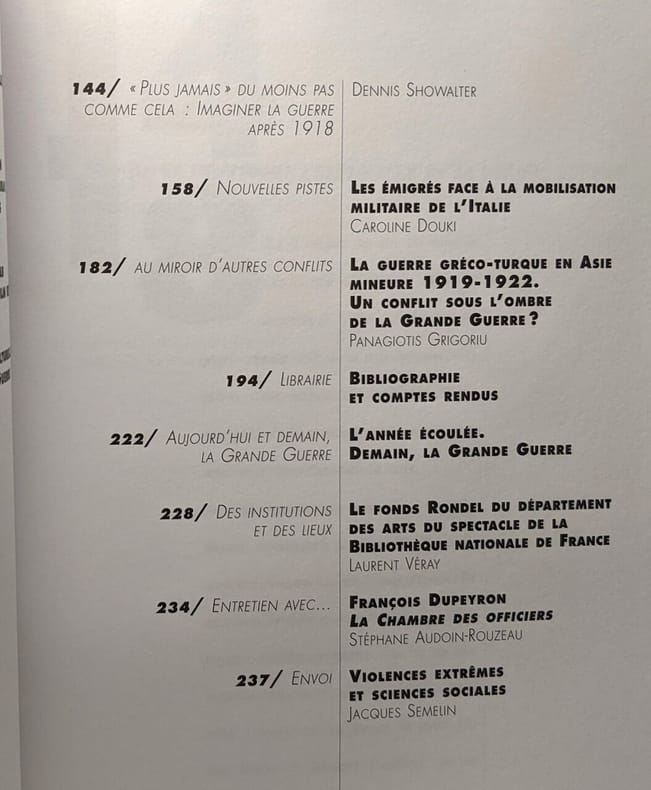 144/ « Plus jamais » du moins pas
comme cela : Imaginer la guerre
après 1918
Dennis Showalter
158/ Nouvelles pistes
Les émigrés face à la mobilisation
militaire de l'Italie
Caroline Douki
182/ au miroir d'autres conflits
La guerre gréco-turque en Asie
mineure 1919-1922.
Un conflit sous l'ombre
de la Grande Guerre ?
Panagiotis Grigoriu
194/ Librairie
Bibliographie
et comptes rendus
222/ Aujourd'hui et demain,
la Grande Guerre
L'année écoulée.
Demain, la Grande Guerre
228/ Des institutions
et des lieux
Le fonds Rondel du département
des arts du spectacle de la
Bibliothèque nationale de France
Laurent Véray
234/ Entretien avec...
François Dupeyron
La Chambre des officiers
Stéphane Audoin-Rouzeau
237/ Envoi
Violences extrêmes
et sciences sociales
Jacques Semelin